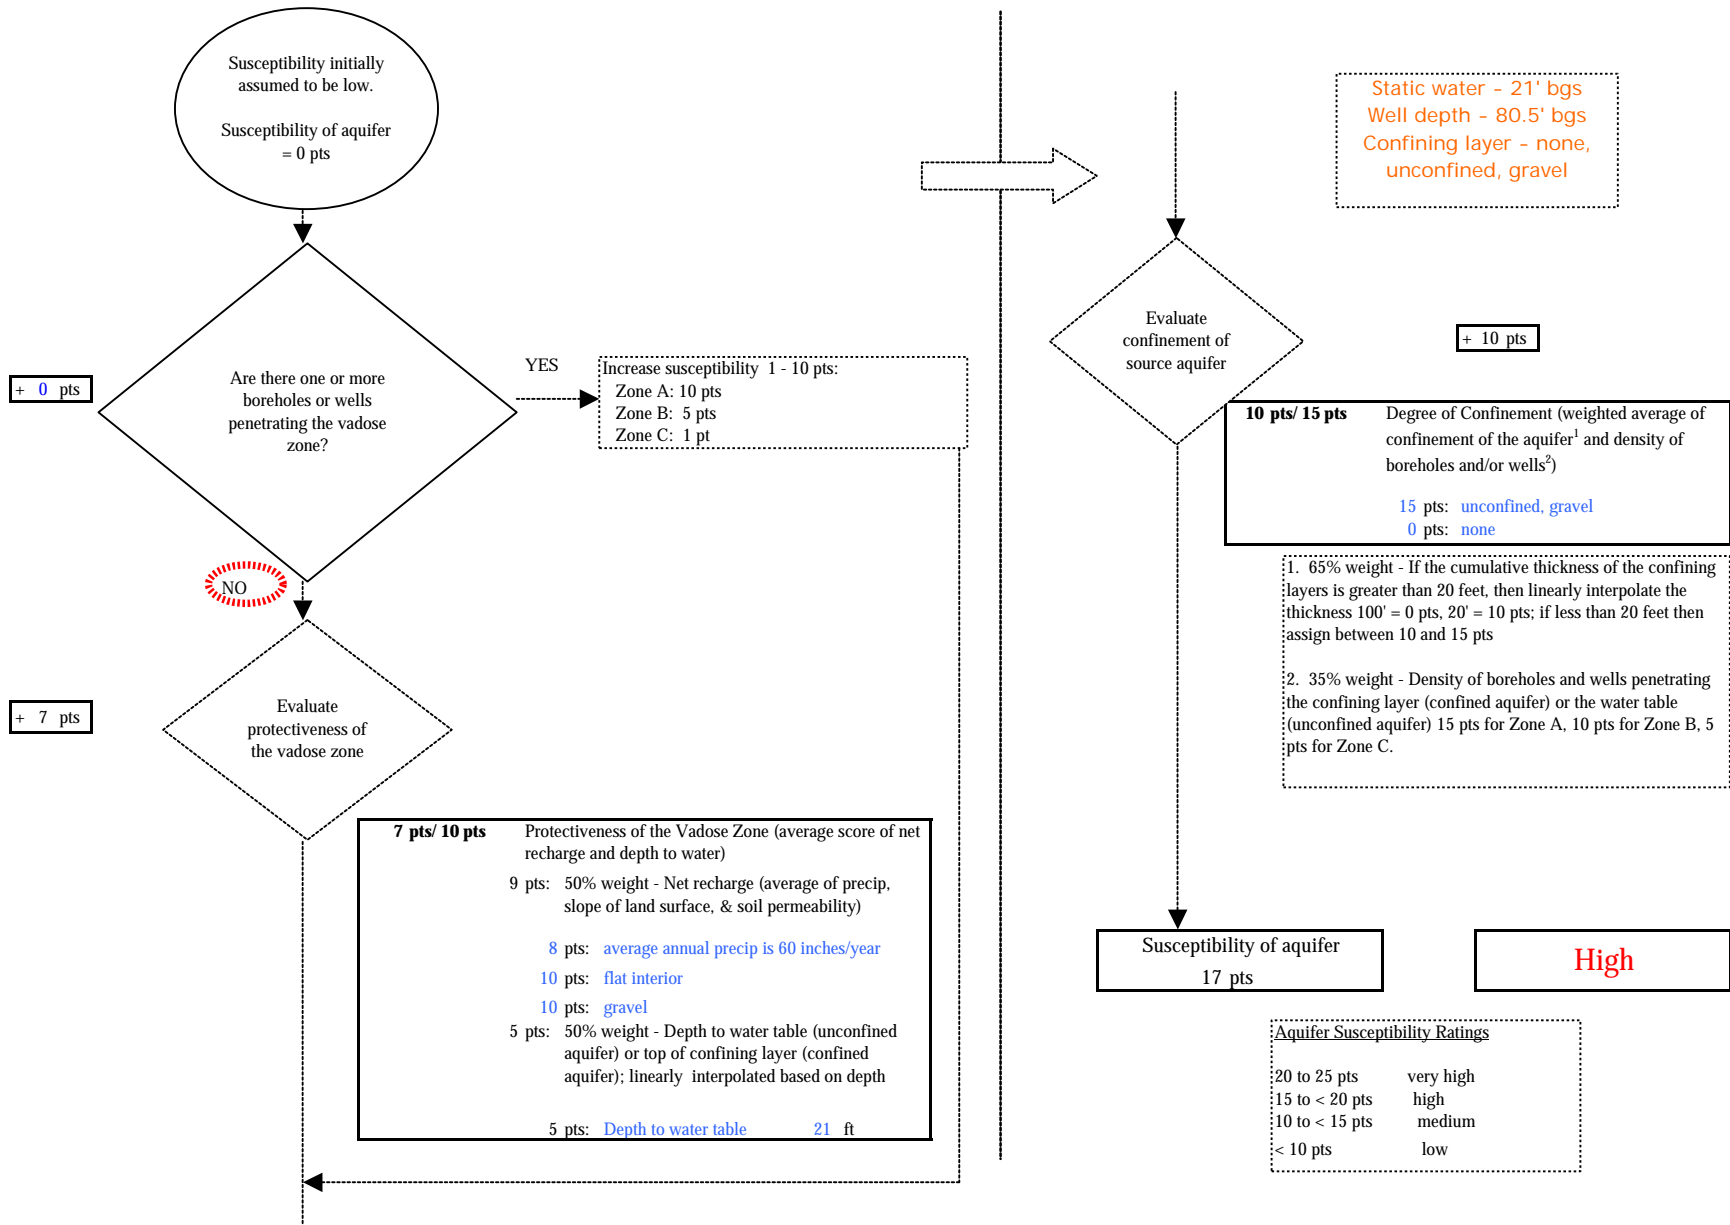 Susceptibility initially
assumed to be low.
Susceptibility of aquifer
= 0 pts
Are there one or more
boreholes or wells
penetrating the vadose
zone?
+ 0 pts
YES
Increase susceptibility 1 - 10 pts:
Zone A: 10 pts
Zone B: 5 pts
Zone C: 1 pt
NO
Evaluate
protectiveness of
the vadose zone
+ 7 pts
7 pts/ 10 pts Protectiveness of the Vadose Zone (average score of net
recharge and depth to water)
9 pts: 50% weight - Net recharge (average of precip,
slope of land surface, & soil permeability)
8 pts: average annual precip is 60 inches/year
10 pts: flat interior
10 pts: gravel
5 pts: 50% weight - Depth to water table (unconfined
aquifer) or top of confining layer (confined
aquifer); linearly interpolated based on depth
5 pts: Depth to water table 21 ft
Static water - 21' bgs
Well depth - 80.5' bgs
Confining layer - none,
unconfined, gravel
Evaluate
confinement of
source aquifer
+ 10 pts
10 pts/ 15 pts Degree of Confinement (weighted average of
confinement of the aquifer1 and density of
boreholes and/or wells2)
15 pts: unconfined, gravel
0 pts: none
1. 65% weight - If the cumulative thickness of the confining
layers is greater than 20 feet, then linearly interpolate the
thickness 100' = 0 pts, 20' = 10 pts; if less than 20 feet then
assign between 10 and 15 pts
2. 35% weight - Density of boreholes and wells penetrating
the confining layer (confined aquifer) or the water table
(unconfined aquifer) 15 pts for Zone A, 10 pts for Zone B, 5
pts for Zone C.
Susceptibility of aquifer
17 pts
High
Aquifer Susceptibility Ratings
20 to 25 pts very high
15 to < 20 pts high
10 to < 15 pts medium
< 10 pts low